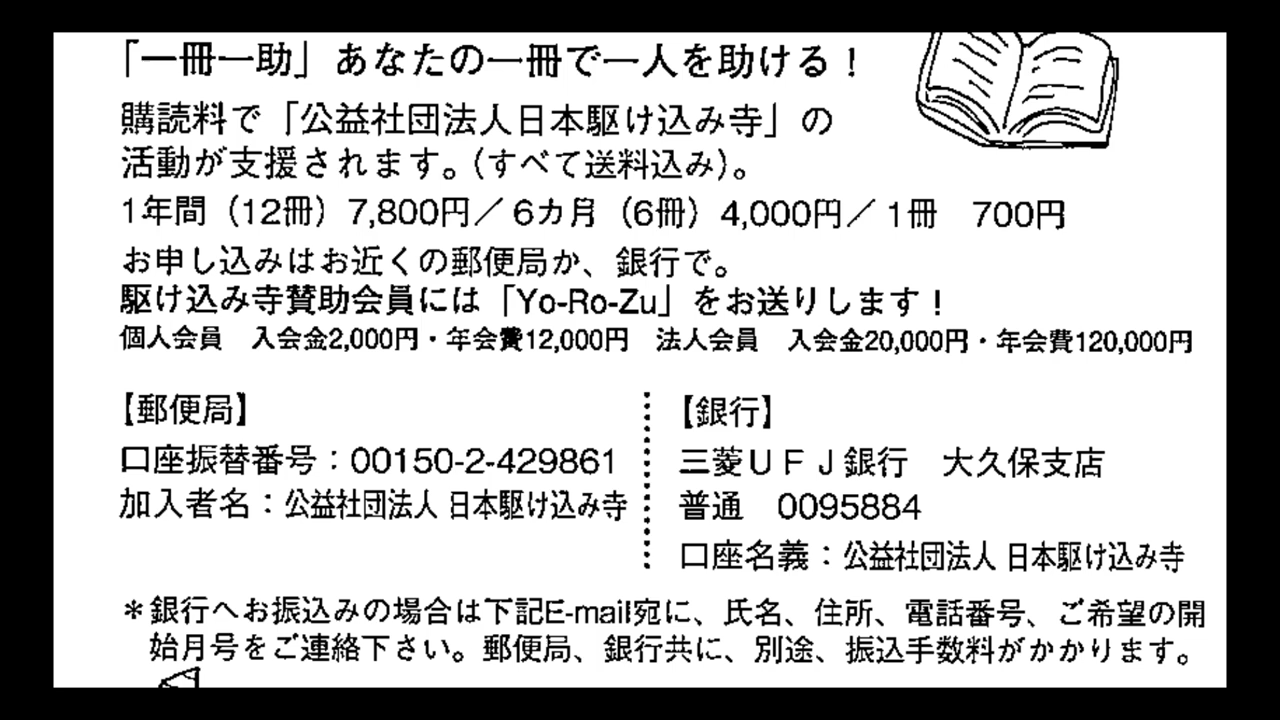 「一冊一助」あなたの一冊で一人を助ける！
購読料で「公益社団法人日本駆け込み寺」の
活動が支援されます。(すべて送料込み)。
1年間（12冊）7,800円／6カ月（6冊）4,000円／1冊　700円
お申し込みはお近くの郵便局か、銀行で。
駆け込み寺賛助会員には「Yo-Ro-Zu」をお送りします！
個人会員　入会金2,000円・年会費12,000円　法人会員　入会金20,000円・年会費120,000円
【郵便局】
口座振替番号：00150-2-429861
加入者名：公益社団法人 日本駆け込み寺
【銀行】
三菱ＵＦＪ銀行　大久保支店
普通　0095884
口座名義：公益社団法人 日本駆け込み寺
＊銀行へお振込みの場合は下記E-mail宛に、氏名、住所、電話番号、ご希望の開
始月号をご連絡下さい。郵便局、銀行共に、別途、振込手数料がかかります。